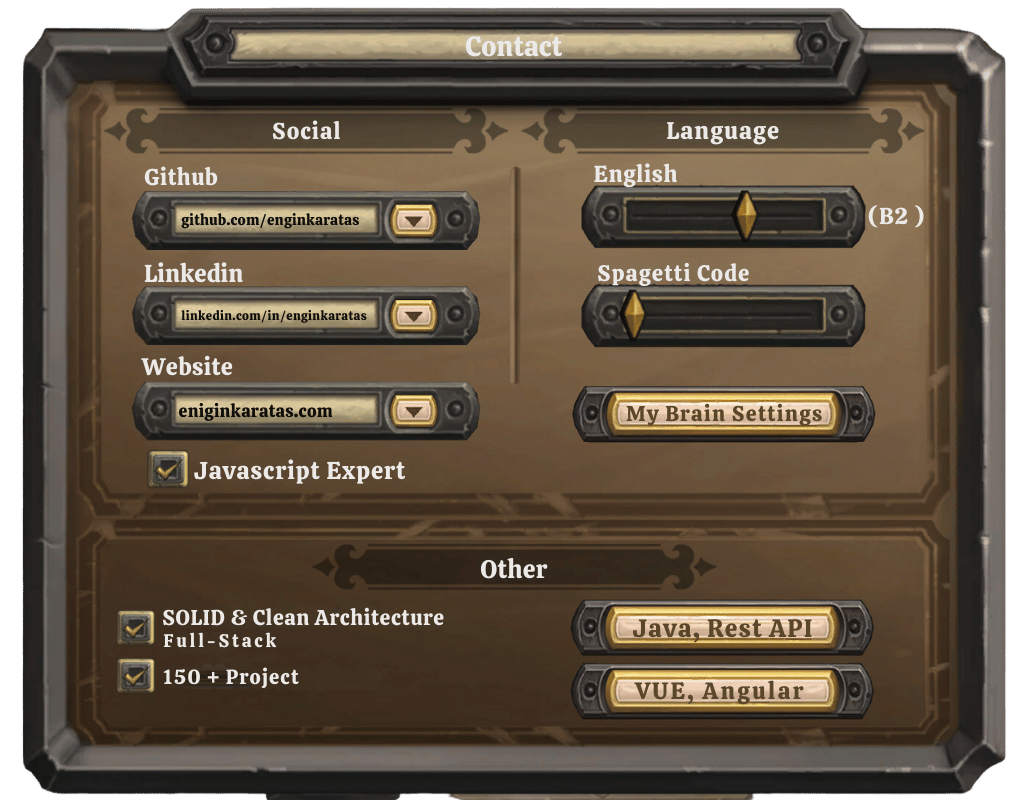 Contact
Social
Github
github.com/enginkaratas
Linkedin
linkedin.com/in/enginkaratas
Website
eniginkaratas.com
Javascript Expert
Language
English
(B2 )
Spagetti Code
My Brain Settings
Other
SOLID & Clean Architecture
Full-Stack
150 + Project
Java, Rest API
VUE, Angular